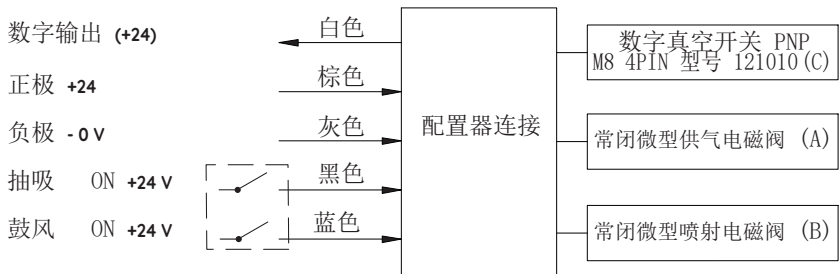 数字输出 (+24)
白色
正极 +24
棕色
负极 - 0 V
灰色
抽吸 ON +24 V
黑色
鼓风 ON +24 V
蓝色
配置器连接
数字真空开关 PNP
M8 4PIN 型号 121010(C)
常闭微型供气电磁阀 (A)
常闭微型喷射电磁阀 (B)